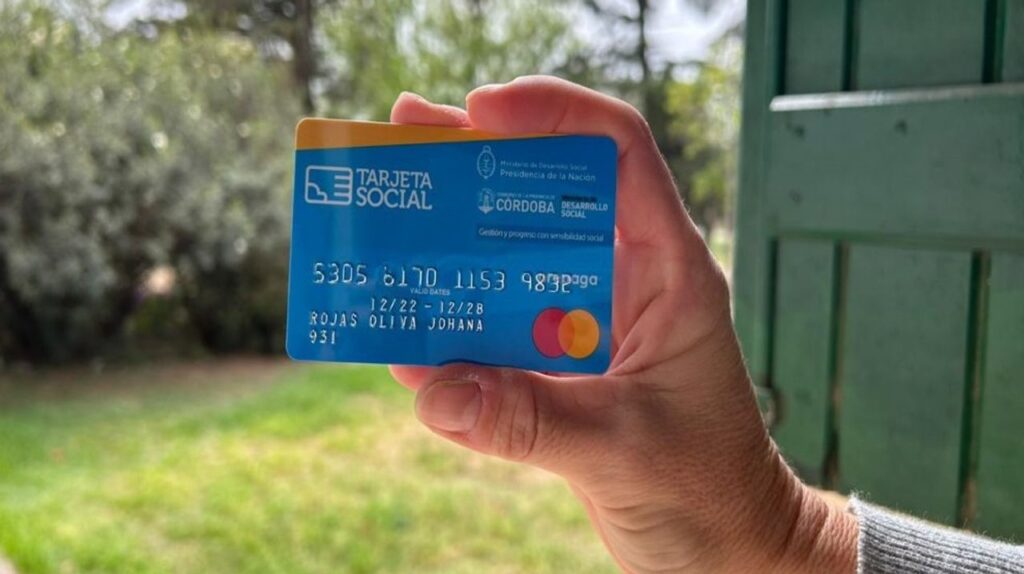 TARJETA
SOCIAL
Ministerio de Desarrollo Social
Presidencia de la Nación
CÓRDOBA
DESARROLLO
SOCIAL
Gestión y progreso con sensibilidad social
5305 6170 1153
VALID DATES
12/22 - 12/28
ROJAS OLIVA JOHANA
931